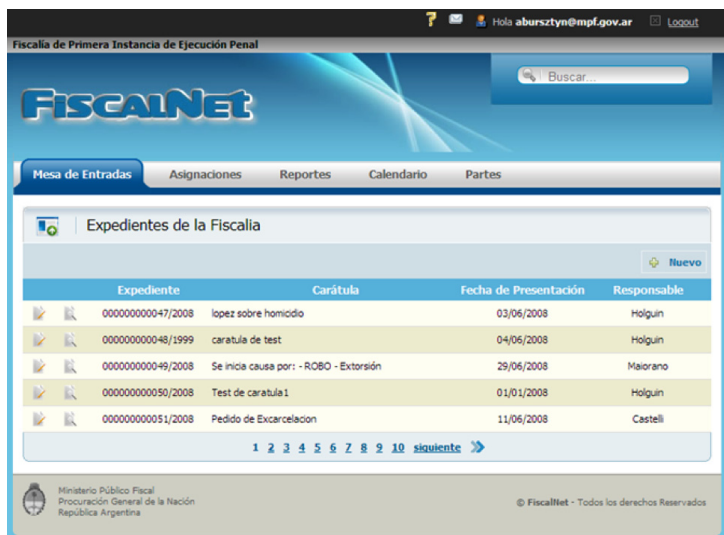 Hola abursztyn@mpf.gov.ar Logout
Fiscalía de Primera Instancia de Ejecución Penal
Buscar...
FISCALNET
Mesa de Entradas Asignaciones Reportes Calendario Partes
Expedientes de la Fiscalia
Nuevo
Expediente Carátula Fecha de Presentación Responsable
000000000047/2008 lopez sobre homicidio 03/06/2008 Holguin
000000000048/1999 caratula de test 04/06/2008 Holguin
000000000049/2008 Se inicia causa por: - ROBO - Extorsión 29/06/2008 Maiorano
000000000050/2008 Test de caratula1 01/01/2008 Holguin
000000000051/2008 Pedido de Excarcelacion 11/06/2008 Castelli
1 2 3 4 5 6 7 8 9 10 siguiente
Ministerio Público Fiscal
Procuración General de la Nación
República Argentina
© FiscalNet - Todos los derechos Reservados